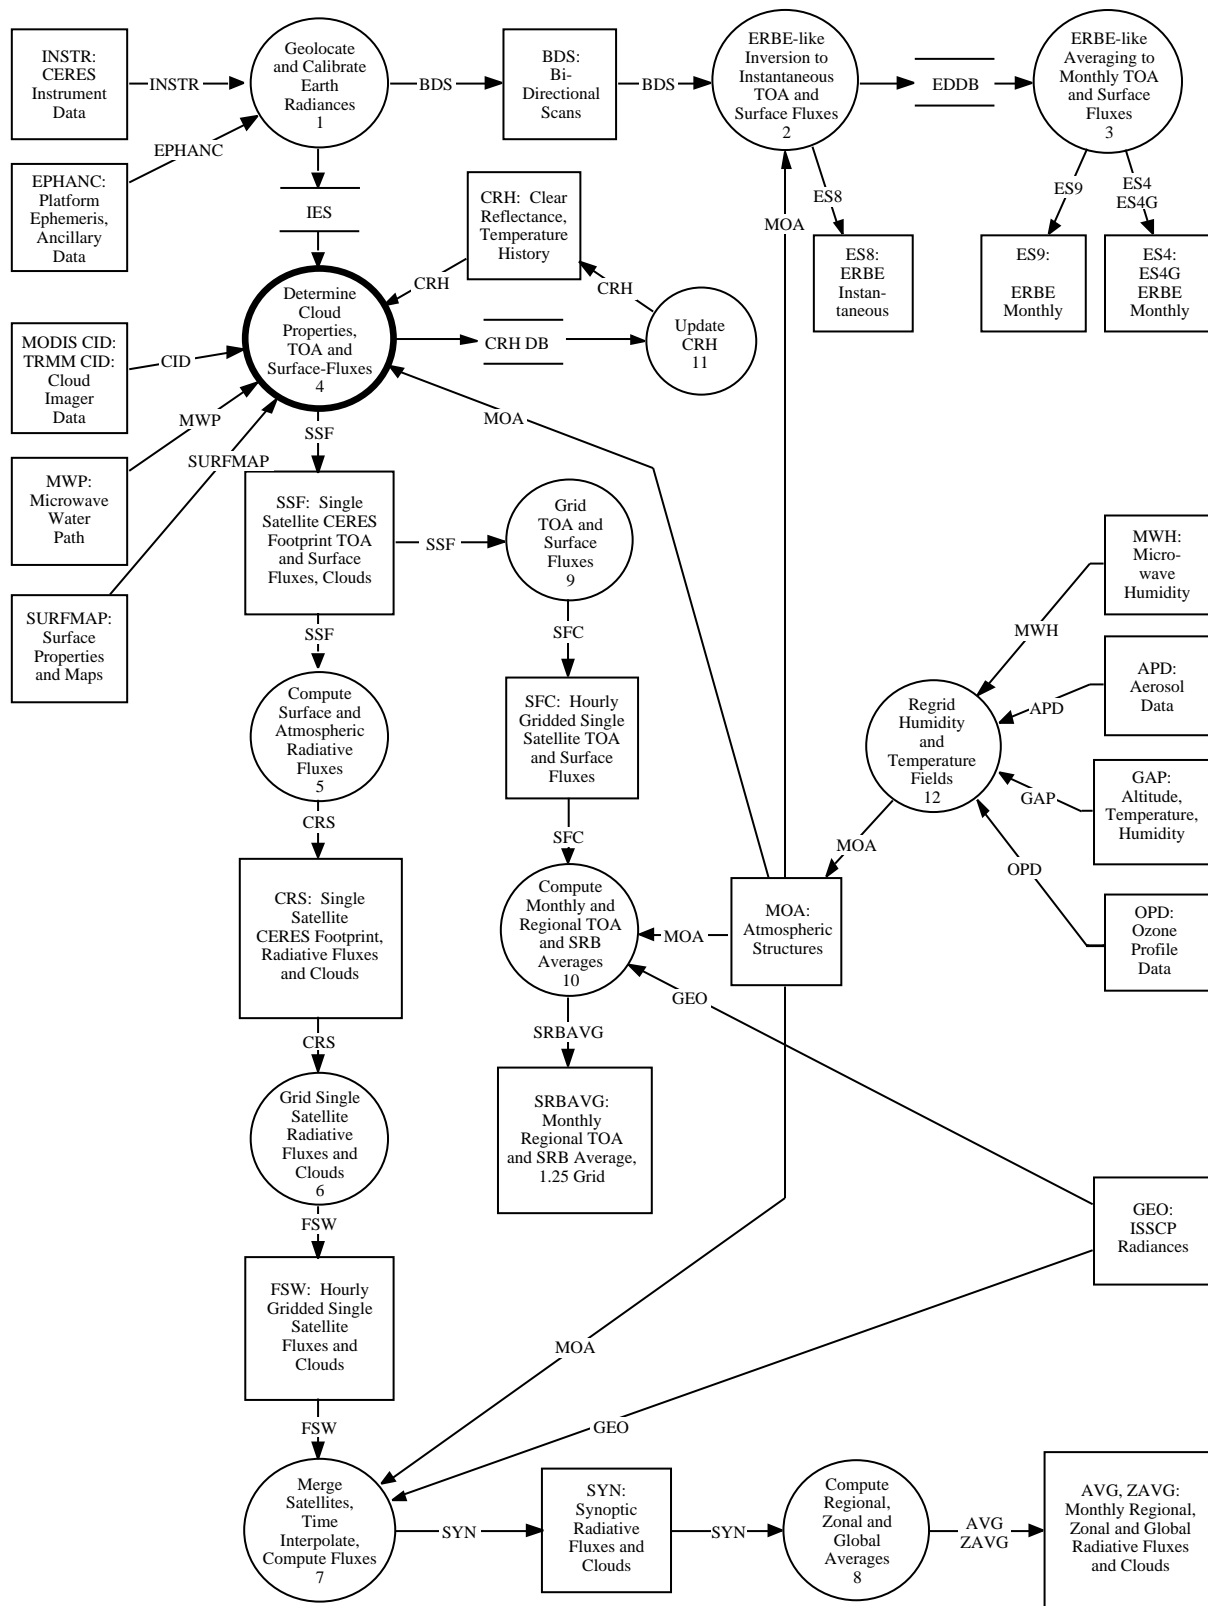 INSTR:
CERES
Instrument
Data
INSTR
Geolocate
and Calibrate
Earth
Radiances
1
BDS
BDS:
Bi-
Directional
Scans
BDS
ERBE-like
Inversion to
Instantaneous
TOA and
Surface Fluxes
2
EDDB
ERBE-like
Averaging to
Monthly TOA
and Surface
Fluxes
3
EPHANC
EPHANC:
Platform
Ephemeris,
Ancillary
Data
IES
CRH:  Clear
Reflectance,
Temperature
History
CRH
CRH
MOA
ES8
ES9
ES4
ES4G
ES8:
ERBE
Instan-
taneous
ES9:
ERBE
Monthly
ES4:
ES4G
ERBE
Monthly
Determine
Cloud
Properties,
TOA and
Surface-Fluxes
4
CRH DB
Update
CRH
11
MODIS CID:
TRMM CID:
Cloud
Imager
Data
CID
MWP
SURFMAP
MOA
SSF
MWP:
Microwave
Water
Path
SSF:  Single
Satellite CERES
Footprint TOA
and Surface
Fluxes, Clouds
SSF
Grid
TOA and
Surface
Fluxes
9
MWH:
Micro-
wave
Humidity
SURFMAP:
Surface
Properties
and Maps
SSF
SFC
MWH
APD:
Aerosol
Data
APD
Compute
Surface and
Atmospheric
Radiative
Fluxes
5
SFC:  Hourly
Gridded Single
Satellite TOA
and Surface
Fluxes
Regrid
Humidity
and
Temperature
Fields
12
GAP
GAP:
Altitude,
Temperature,
Humidity
CRS
SFC
MOA
OPD
CRS:  Single
Satellite
CERES Footprint,
Radiative Fluxes
and Clouds
Compute
Monthly and
Regional TOA
and SRB
Averages
10
MOA
MOA:
Atmospheric
Structures
OPD:
Ozone
Profile
Data
GEO
CRS
SRBAVG
Grid Single
Satellite
Radiative
Fluxes and
Clouds
6
SRBAVG:
Monthly
Regional TOA
and SRB Average,
1.25 Grid
FSW
GEO:
ISSCP
Radiances
FSW:  Hourly
Gridded Single
Satellite
Fluxes and
Clouds
MOA
FSW
GEO
Merge
Satellites,
Time
Interpolate,
Compute Fluxes
7
SYN
SYN:
Synoptic
Radiative
Fluxes and
Clouds
SYN
Compute
Regional,
Zonal and
Global
Averages
8
AVG
ZAVG
AVG, ZAVG:
Monthly Regional,
Zonal and Global
Radiative Fluxes
and Clouds